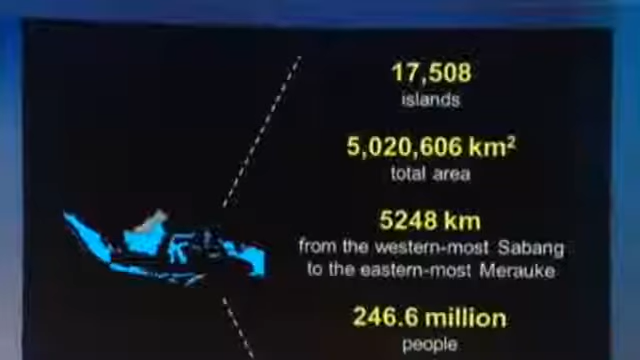 17,508
islands
5,020,606 km²
total area
5248 km
from the western-most Sabang
to the eastern-most Merauke
246.6 million
people